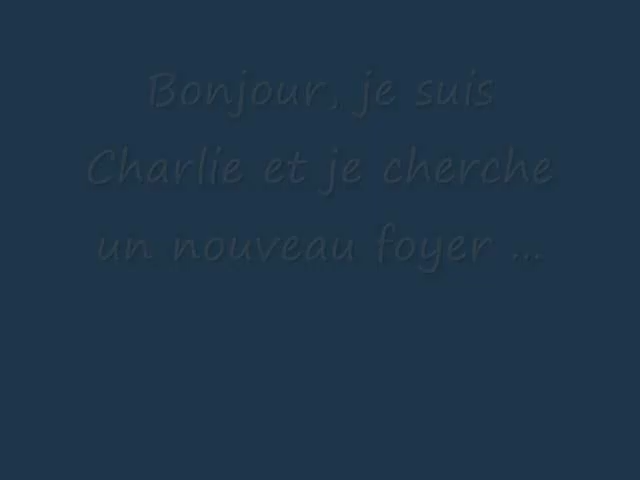 Bonjour, je suis
Charlie et je cherche
un nouveau foyer ...